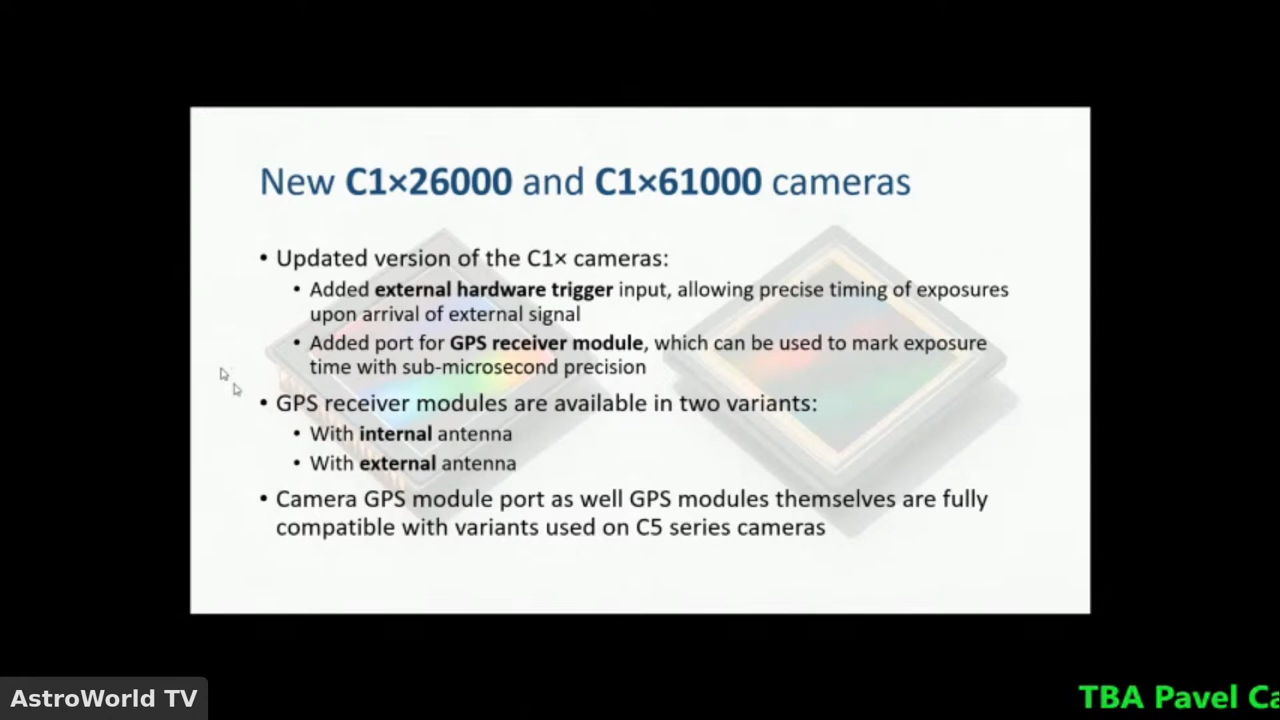 New C1×26000 and C1×61000 cameras
• Updated version of the C1× cameras:
• Added external hardware trigger input, allowing precise timing of exposures
upon arrival of external signal
• Added port for GPS receiver module, which can be used to mark exposure
time with sub-microsecond precision
• GPS receiver modules are available in two variants:
• With internal antenna
• With external antenna
• Camera GPS module port as well GPS modules themselves are fully
compatible with variants used on C5 series cameras
AstroWorld TV
TBA Pavel Ca